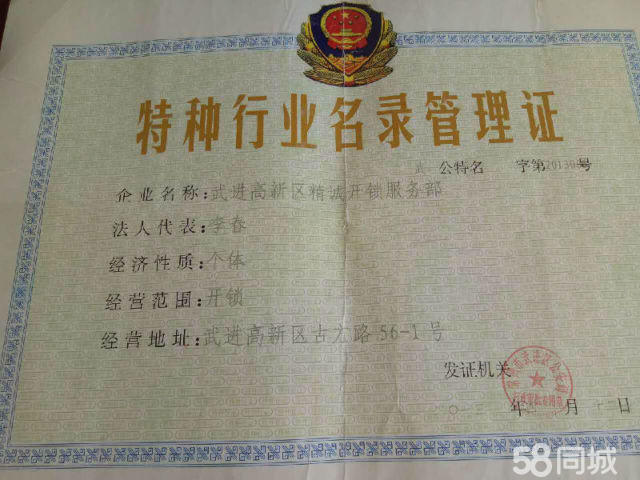 特种行业名录管理证
武 公特名 字第20130号
企业名称：武进高新区精诚开锁服务部
法人代表：李春
经济性质：个体
经营范围：开锁
经营地址：武进高新区古方路56-1号
发证机关
年 月 日
58同城